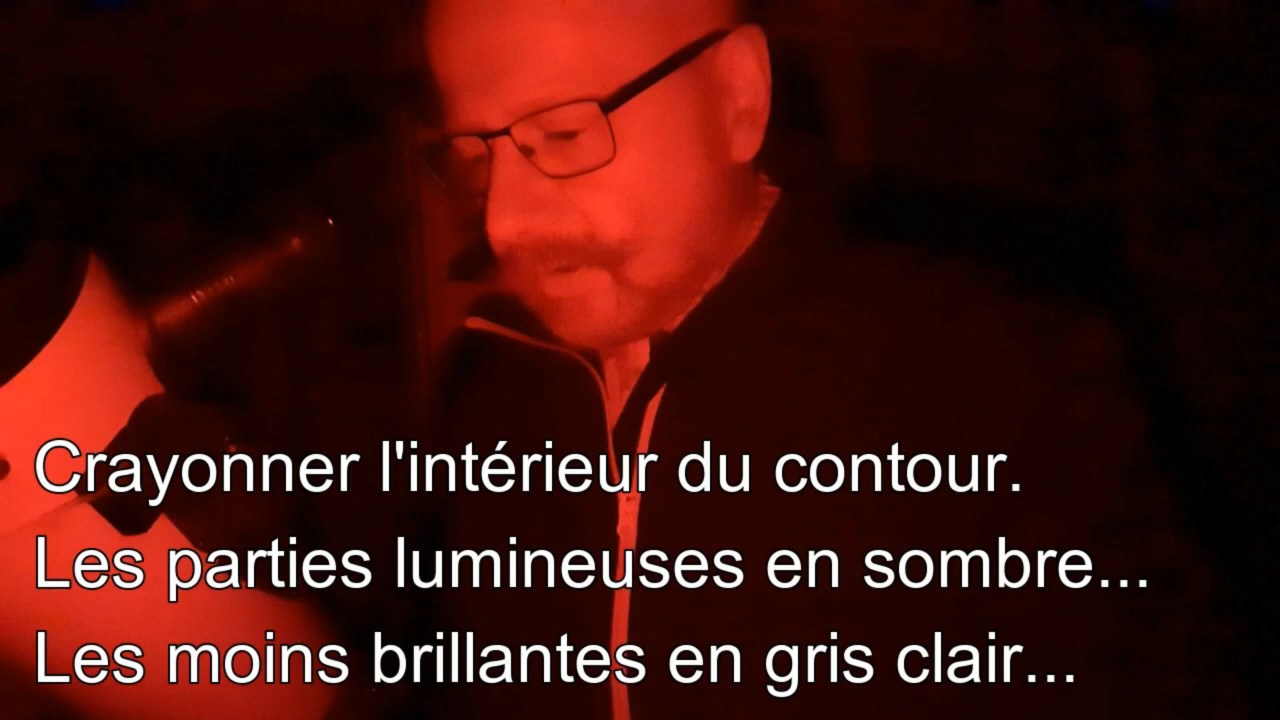 Crayonner l'intérieur du contour.
Les parties lumineuses en sombre...
Les moins brillantes en gris clair...